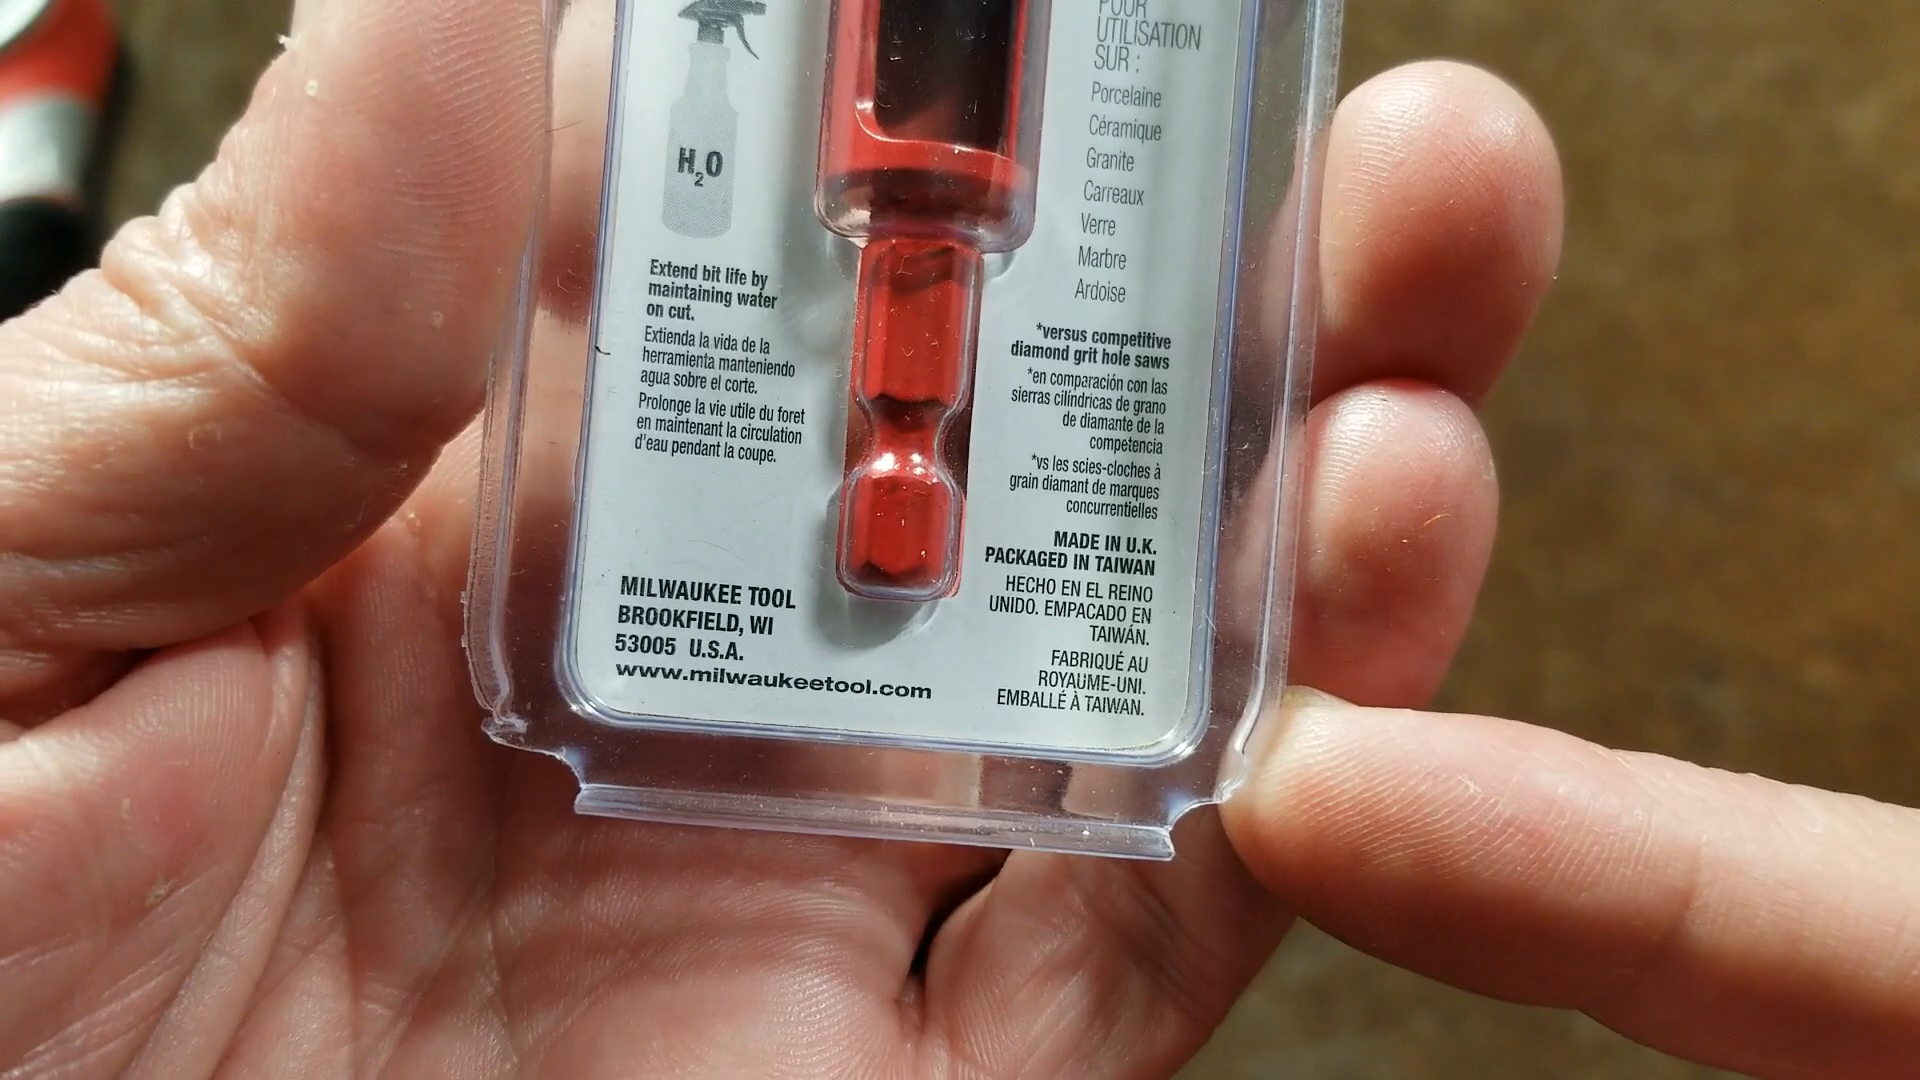 H2O
Extend bit life by
maintaining water
on cut.
Extienda la vida de la
herramienta manteniendo
agua sobre el corte.
Prolonge la vie utile du foret
en maintenant la circulation
d'eau pendant la coupe.
MILWAUKEE TOOL
BROOKFIELD, WI
53005 U.S.A.
www.milwaukeetool.com
POUR
UTILISATION
SUR :
Porcelaine
Céramique
Granite
Carreaux
Verre
Marbre
Ardoise
*versus competitive
diamond grit hole saws
*en comparación con las
sierras cilíndricas de grano
de diamante de la
competencia
*vs les scies-cloches à
grain diamant de marques
concurrentielles
MADE IN U.K.
PACKAGED IN TAIWAN
HECHO EN EL REINO
UNIDO. EMPACADO EN
TAIWÁN.
FABRIQUÉ AU
ROYAUME-UNI.
EMBALLÉ À TAIWAN.